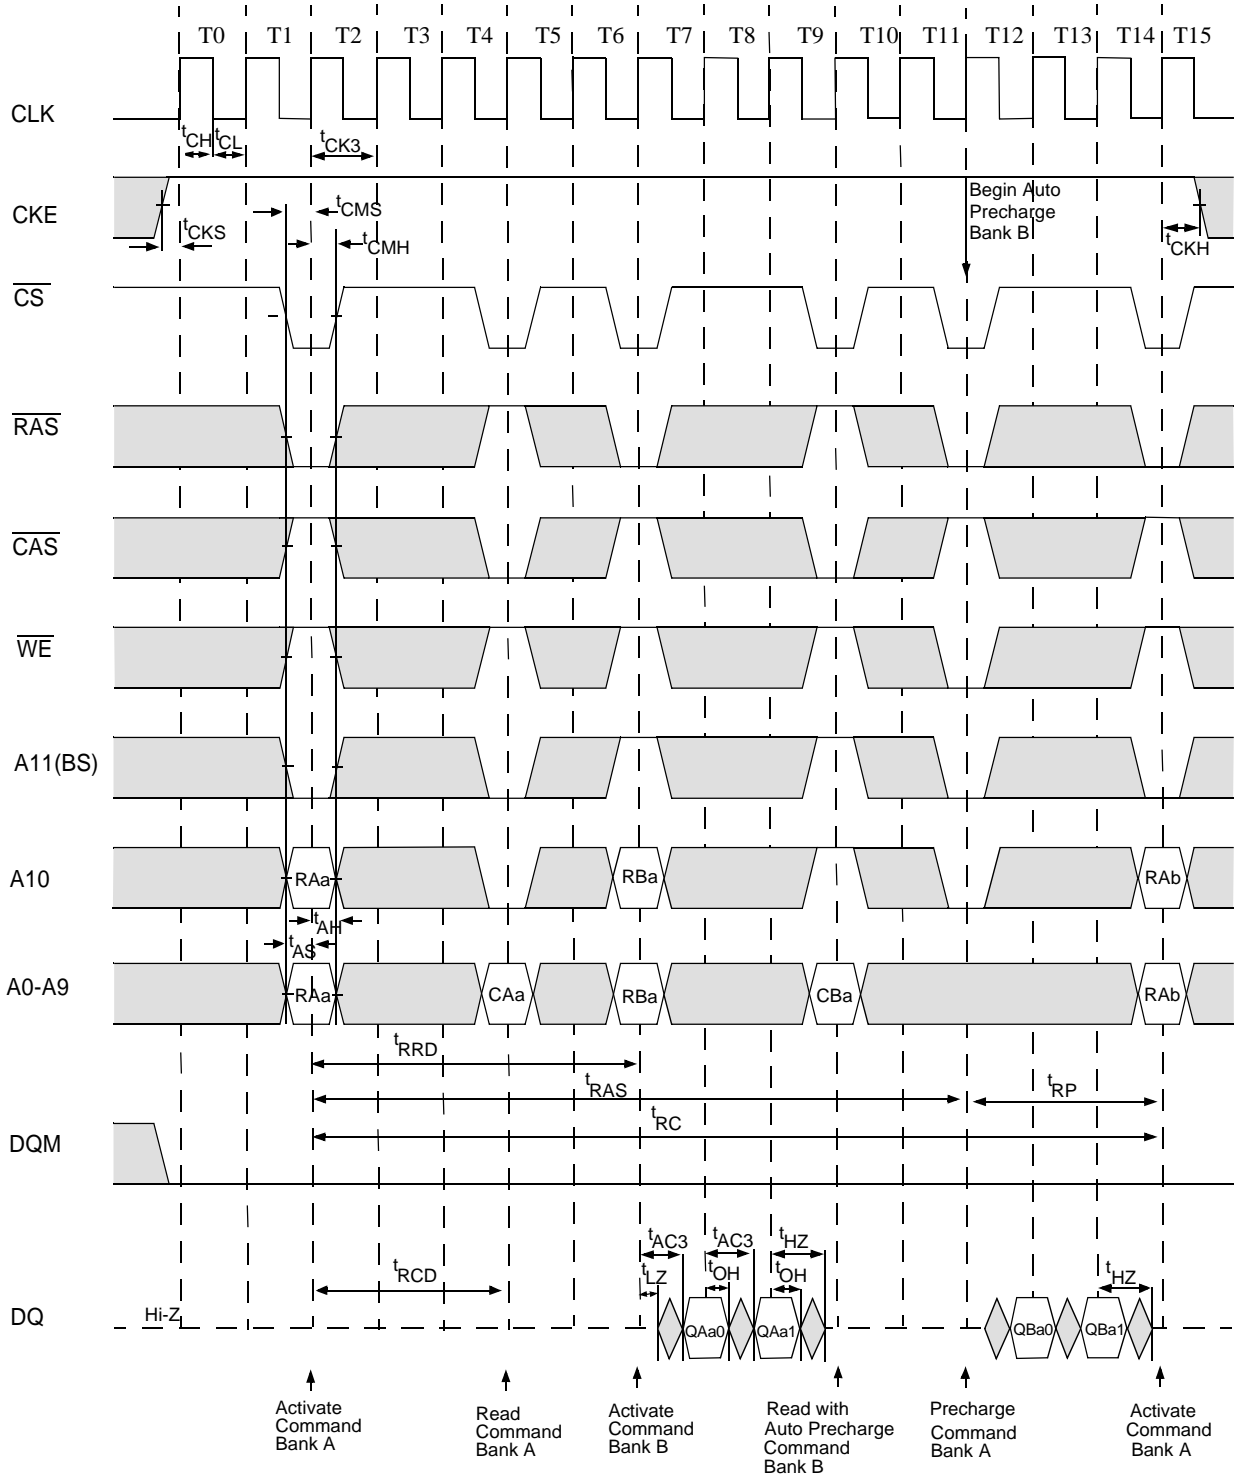 T0 T1 T2 T3 T4 T5 T6 T7 T8 T9 T10 T11 T12 T13 T14 T15
CLK
tCH tCL tCK3
CKE
tCKS
tCMS
tCMH
Begin Auto
Precharge
Bank B
tCKH
CS
RAS
CAS
WE
A11(BS)
A10
RAa RBa RAb
tAH
tAS
A0-A9
RAa CAa RBa CBa RAb
tRRD
tRAS tRP
tRC
DQM
tAC3 tAC3 tHZ
tRCD tLZ tOH tOH tHZ
DQ
Hi-Z
QAa0 QAa1 QBa0 QBa1
Activate
Command
Bank A
Read
Command
Bank A
Activate
Command
Bank B
Read with
Auto Precharge
Command
Bank B
Precharge
Command
Bank A
Activate
Command
Bank A